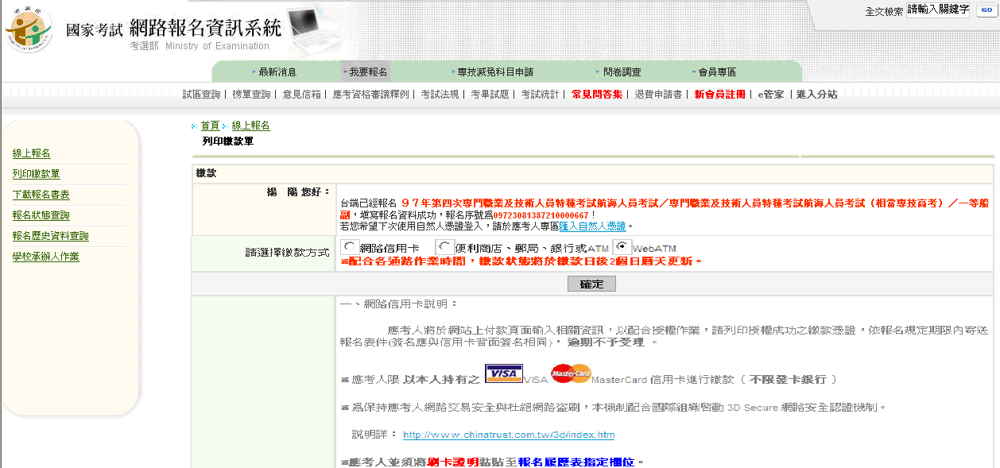 全文檢索 請輸入關鍵字 GO
國家考試 網路報名資訊系統
考選部 Ministry of Examination
最新消息 我要報名 專技減免科目申請 問卷調查 會員專區
試區查詢| 榜單查詢| 意見信箱| 應考資格審議釋例| 考試法規| 考畢試題| 考試統計| 常見問答集| 退費申請書| 新會員註冊| e管家 |進入分站
首頁 線上報名
列印繳款單
線上報名
列印繳款單
下載報名書表
報名狀態查詢
報名歷史資料查詢
學校承辦人作業
繳款
楊 陽 您好：
台端已經報名 ９７年第四次專門職業及技術人員特種考試航海人員考試／專門職業及技術人員特種考試航海人員考試（相當專技高考）／一等船
副，填寫報名資料成功，報名序號為09723081387210000667！
若您希望下次使用自然人憑證登入，請於應考人專區匯入自然人憑證。
請選擇繳款方式
網路信用卡 便利商店、郵局、銀行或ATM WebATM
※配合各通路作業時間，繳款狀態將於繳款日後2個日曆天更新。
確定
一、網路信用卡說明：
應考人將於網站上付款頁面輸入相關資訊，以配合授權作業，請列印授權成功之繳款憑證，依報名規定期限內寄送
報名表件(簽名應與信用卡背面簽名相同)， 逾期不予受理 。
※ 應考人限 以本人持有之 VISA VISA MasterCard MasterCard 信用卡進行繳款（ 不限發卡銀行 ）
※ 為保持應考人網路交易安全與杜絕網路盜刷，本機制配合國際組織啟動 3D Secure 網路安全認證機制。
說明詳： http://www.chinatrust.com.tw/3d/index.htm
※應考人並須將刷卡證明黏貼至報名履歷表指定欄位。